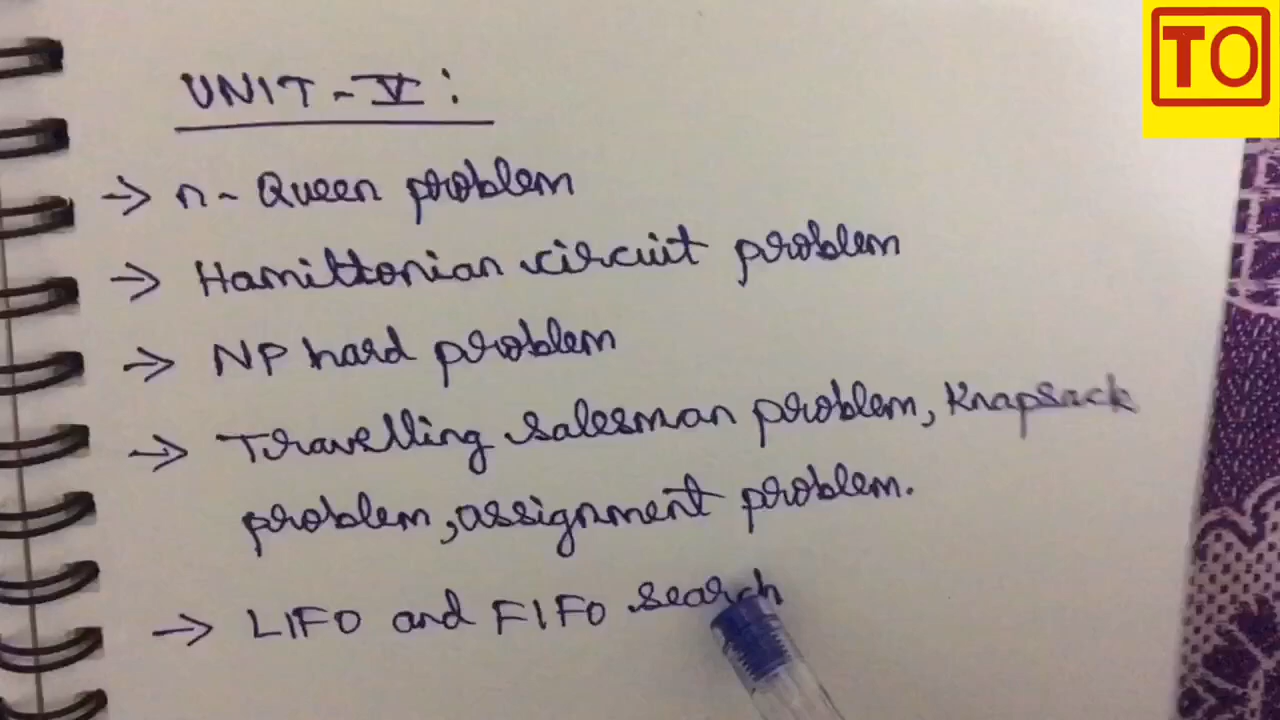 TO
UNIT - V :
→ n - Queen problem
→ Hamiltonian circuit problem
→ NP hard problem
→ Travelling salesman problem, Knapsack
problem, assignment problem.
→ LIFO and FIFO search